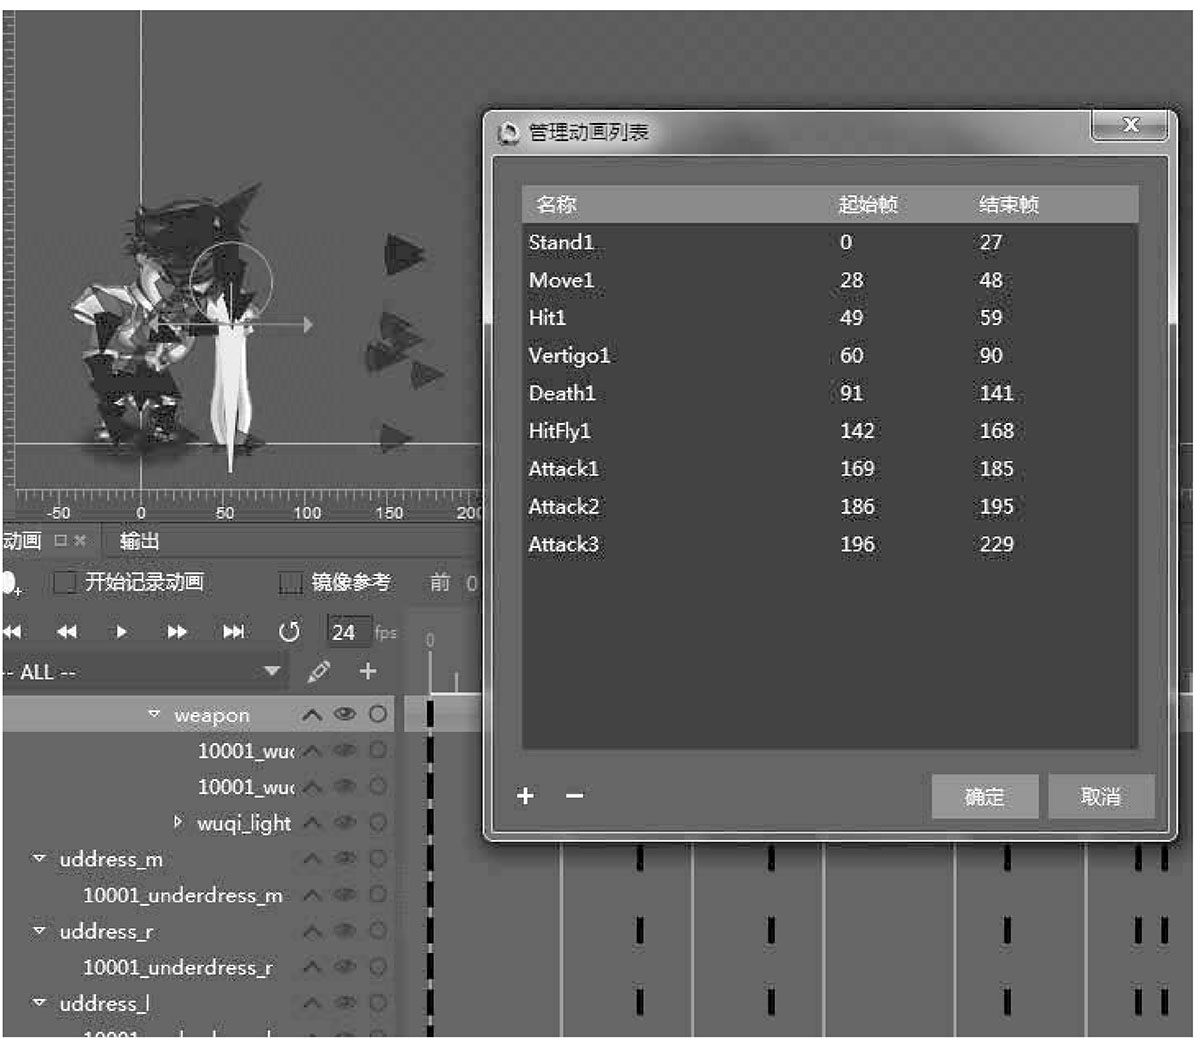 管理动画列表
名称 起始帧 结束帧
Stand1 0 27
Move1 28 48
Hit1 49 59
Vertigo1 60 90
Death1 91 141
HitFly1 142 168
Attack1 169 185
Attack2 186 195
Attack3 196 229
确定 取消
-50 0 50 100 150 200
动画 输出
开始记录动画 镜像参考 前 0
24 fps 0
-- ALL --
weapon
10001_wuq
10001_wuq
wuqi_light
uddress_m
10001_underdress_m
uddress_r
10001_underdress_r
uddress_l